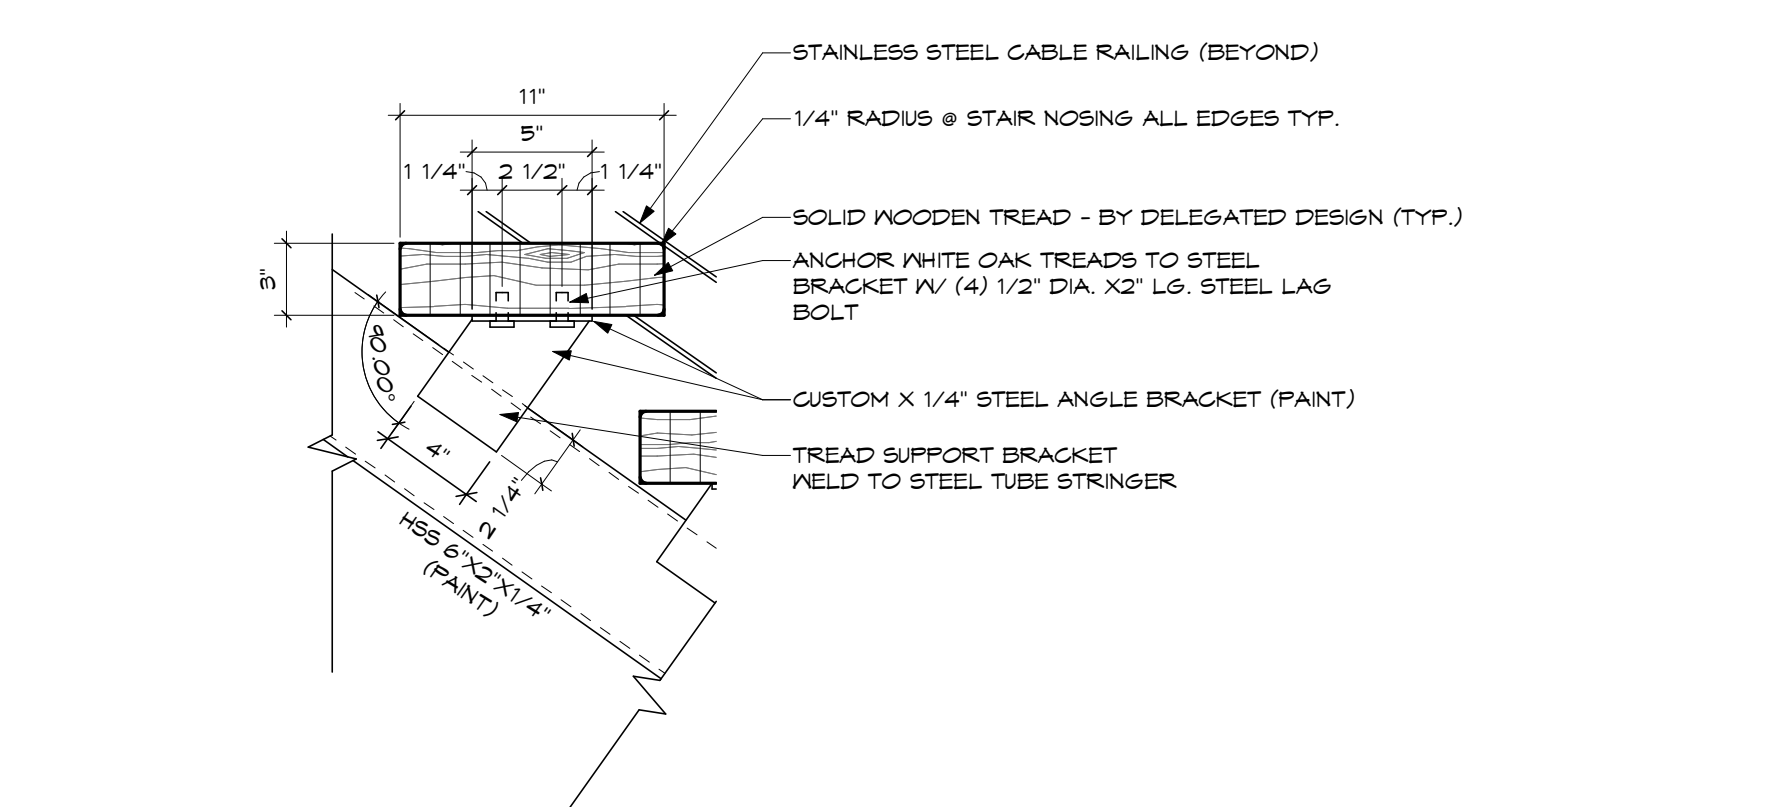 STAINLESS STEEL CABLE RAILING (BEYOND)
11"
1/4" RADIUS @ STAIR NOSING ALL EDGES TYP.
5"
1 1/4" 2 1/2" 1 1/4"
SOLID WOODEN TREAD - BY DELEGATED DESIGN (TYP.)
ANCHOR WHITE OAK TREADS TO STEEL
BRACKET W/ (4) 1/2" DIA. X2" LG. STEEL LAG
BOLT
3"
90.00°
CUSTOM X 1/4" STEEL ANGLE BRACKET (PAINT)
4"
TREAD SUPPORT BRACKET
WELD TO STEEL TUBE STRINGER
2 1/4"
HSS 6"X2"X1/4"
(PAINT)